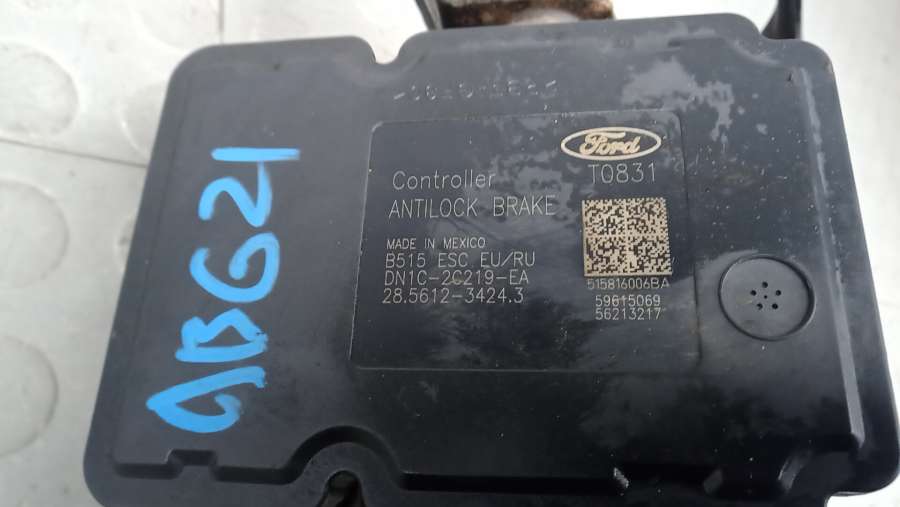 Ford
Controller
T0831
ANTILOCK BRAKE
MADE IN MEXICO
B515 ESC EU/RU
DN1C-2C219-EA
28.5612-3424.3
515816006BA
59615069
56213217
ABG21